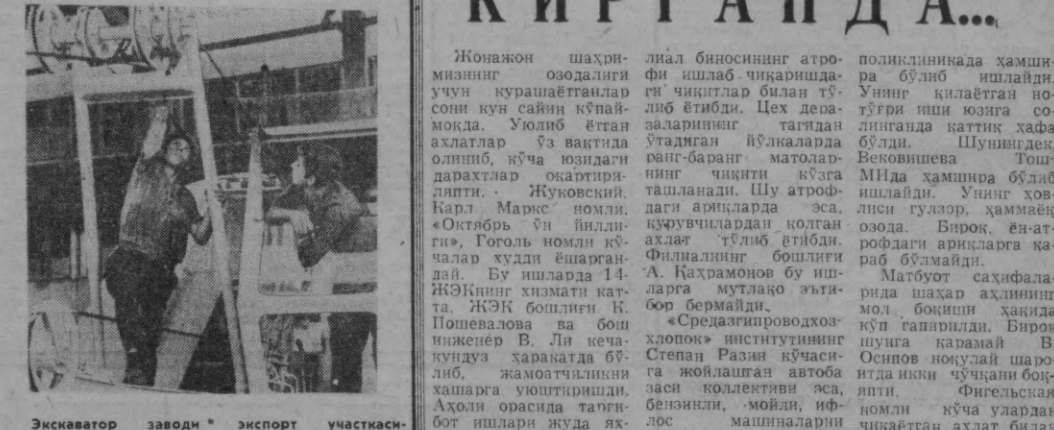 КИРГАНДА...
Жонажон шаҳри-
мизнинг озодалиги
учун курашаётганлар
сони кун сайин кўпай-
моқда. Уюлиб ётган
ахлатлар ўз вақтида
олиниб, кўча юзидаги
дарахтлар оқартири-
ляпти. Жуковский,
Карл Маркс номли,
«Октябрь ўн йилли-
ги», Гоголь номли кў-
чалар худди ёшарган-
дай. Бу ишларда 14-
ЖЭКнинг хизмати кат-
та. ЖЭК бошлиғи К.
Пошевалова ва бош
инженер В. Ли кеча-
кундуз ҳаракатда бў-
либ, жамоатчиликни
хашарга уюштиришди.
Аҳоли орасида тарғи-
бот ишлари жуда ях-
лиал биносининг атро-
фи ишлаб чиқаришда-
ги чиқитлар билан тў-
либ ётибди. Цех дера-
заларининг тагидан
ўтадиган йўлкаларда
ранг-баранг матолар-
нинг чиқити кўзга
ташланади. Шу атроф-
даги ариқларда эса,
қурувчилардан қолган
ахлат тўлиб ётибди.
Филиалнинг бошлиғи
А. Қаҳрамонов бу иш-
ларга мутлақо эъти-
бор бермайди.
«Средазгипроводхоз-
хлопок» институтининг
Степан Разин кўчаси-
га жойлашган автоба
заси коллективи эса,
бензинли, мойли, иф-
лос машиналарни
поликлиникада ҳамши-
ра бўлиб ишлайди.
Унинг қилаётган но-
тўғри иши юзига со-
линганда қаттиқ хафа
бўлди. Шунингдек,
Вековишева Тош-
МИда ҳамшира бўлиб
ишлайди. Унинг ҳов-
лиси гулзор, ҳаммаёқ
озода. Бироқ, ён-ат-
рофдаги ариқларга қа-
раб бўлмайди.
Матбуот саҳифала-
рида шаҳар аҳлининг
мол боқиши ҳақида
кўп гапирилди. Бироқ
шунга қарамай В.
Осипов ноқулай шаро-
итда икки чўчқани боқ-
япти. Фигельская
номли кўча улардан
чиқаётган ахлат билан
Экскаватор заводи экспорт участкаси-